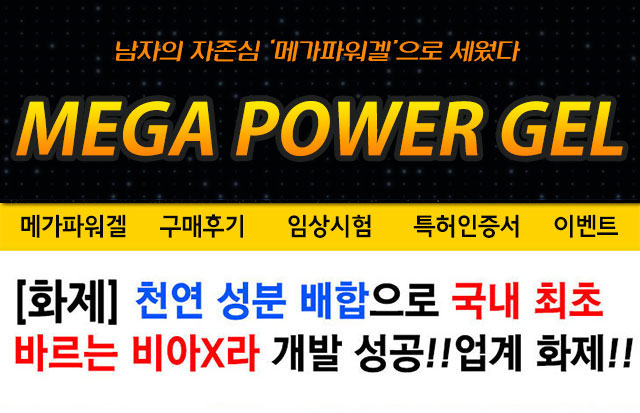 남자의 자존심 '메가파워겔'으로 세웠다
MEGA POWER GEL
메가파워겔 구매후기 임상시험 특허인증서 이벤트
[화제] 천연 성분 배합으로 국내 최초
바르는 비아X라 개발 성공!!업계 화제!!